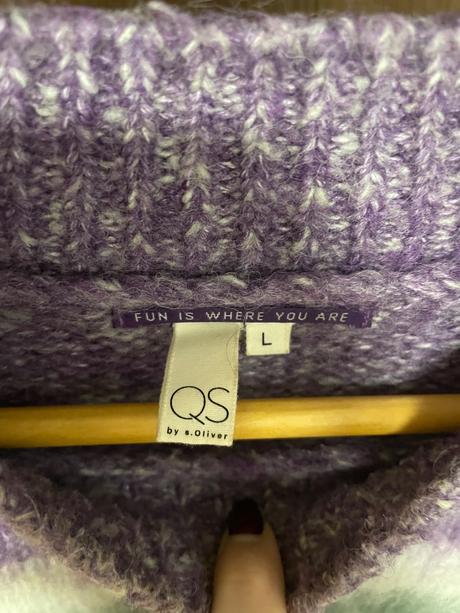 FUN IS WHERE YOU ARE
L
QS
by s.Oliver